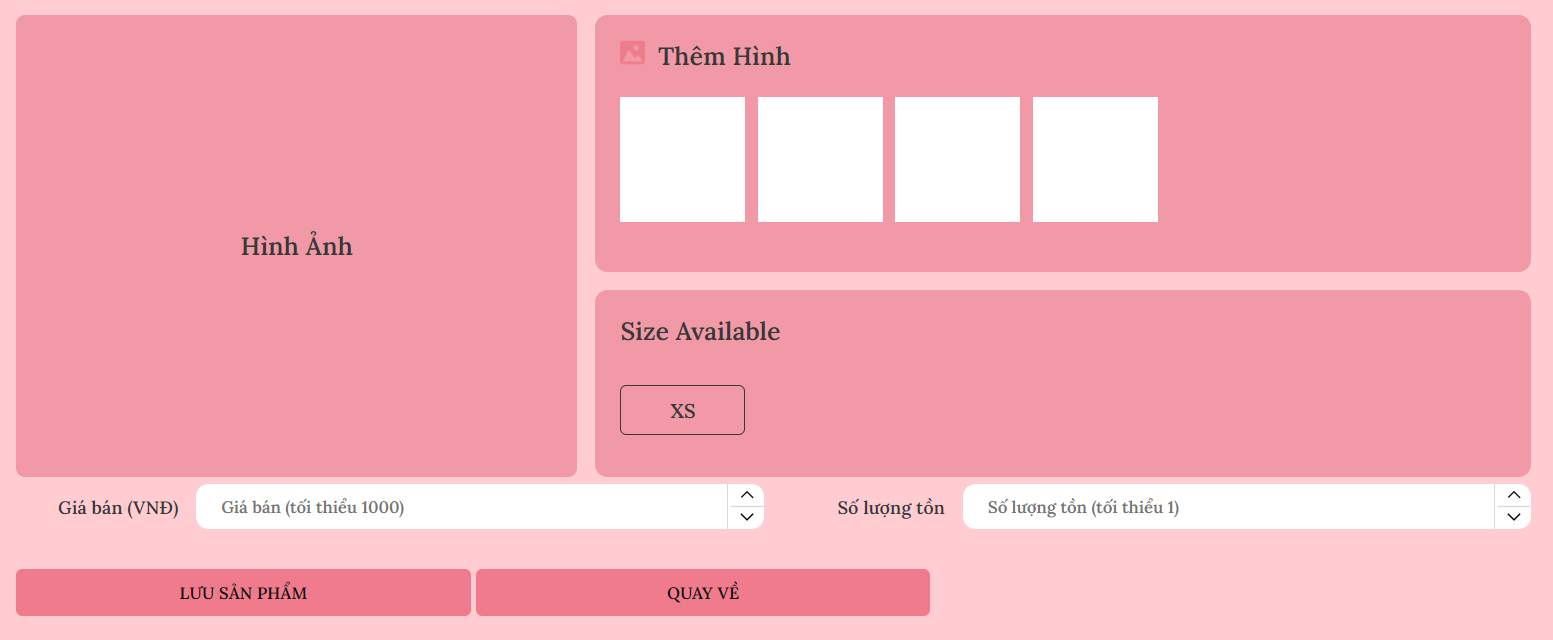 Hình Ảnh
Thêm Hình
Size Available
XS
Giá bán (VNĐ)
Giá bán (tối thiểu 1000)
Số lượng tồn
Số lượng tồn (tối thiểu 1)
LƯU SẢN PHẨM
QUAY VỀ